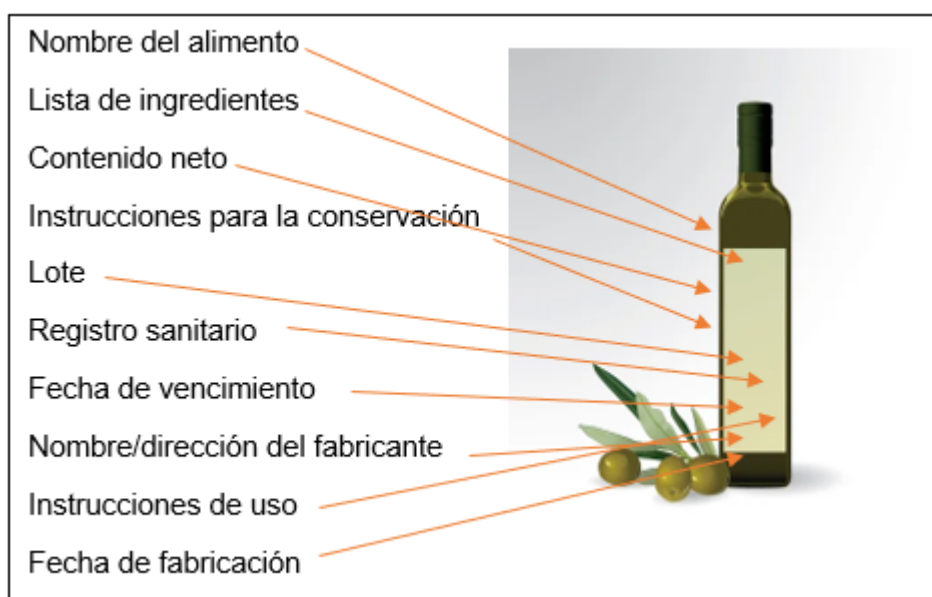 Nombre del alimento
Lista de ingredientes
Contenido neto
Instrucciones para la conservación
Lote
Registro sanitario
Fecha de vencimiento
Nombre/dirección del fabricante
Instrucciones de uso
Fecha de fabricación